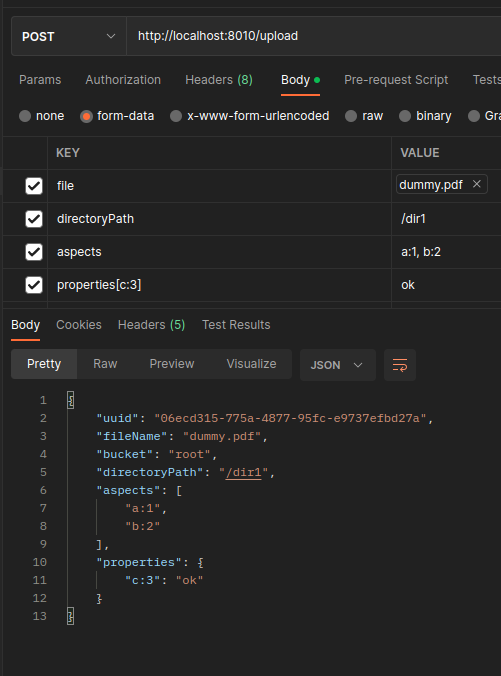 POST http://localhost:8010/upload
Params Authorization Headers (8) Body Pre-request Script Tests
none form-data x-www-form-urlencoded raw binary Gra
KEY VALUE
file dummy.pdf
directoryPath /dir1
aspects a:1, b:2
properties[c:3] ok
Body Cookies Headers (5) Test Results
Pretty Raw Preview Visualize JSON
1 {
2 "uuid": "06ecd315-775a-4877-95fc-e9737efbd27a",
3 "fileName": "dummy.pdf",
4 "bucket": "root",
5 "directoryPath": "/dir1",
6 "aspects": [
7 "a:1",
8 "b:2"
9 ],
10 "properties": {
11 "c:3": "ok"
12 }
13 }